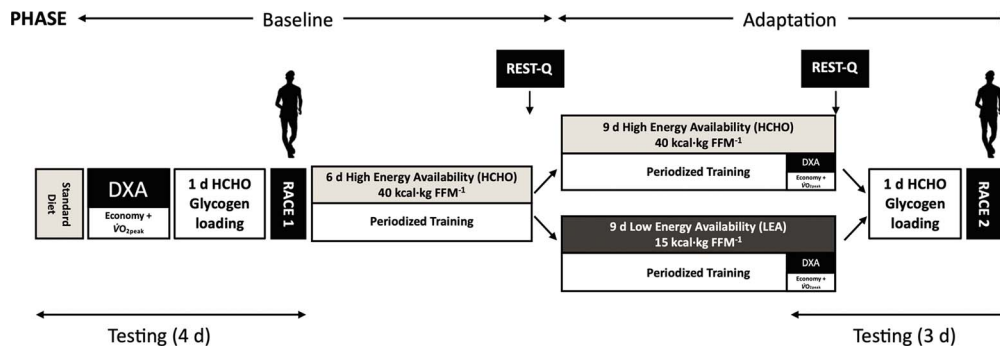 PHASE
Baseline
Adaptation
REST-Q
REST-Q
Standard
Diet
DXA
Economy +
V̇O2peak
1 d HCHO
Glycogen
loading
RACE 1
6 d High Energy Availability (HCHO)
40 kcal·kg FFM⁻¹
Periodized Training
9 d High Energy Availability (HCHO)
40 kcal·kg FFM⁻¹
Periodized Training
DXA
Economy +
V̇O2peak
9 d Low Energy Availability (LEA)
15 kcal·kg FFM⁻¹
Periodized Training
DXA
Economy +
V̇O2peak
1 d HCHO
Glycogen
loading
RACE 2
Testing (4 d)
Testing (3 d)